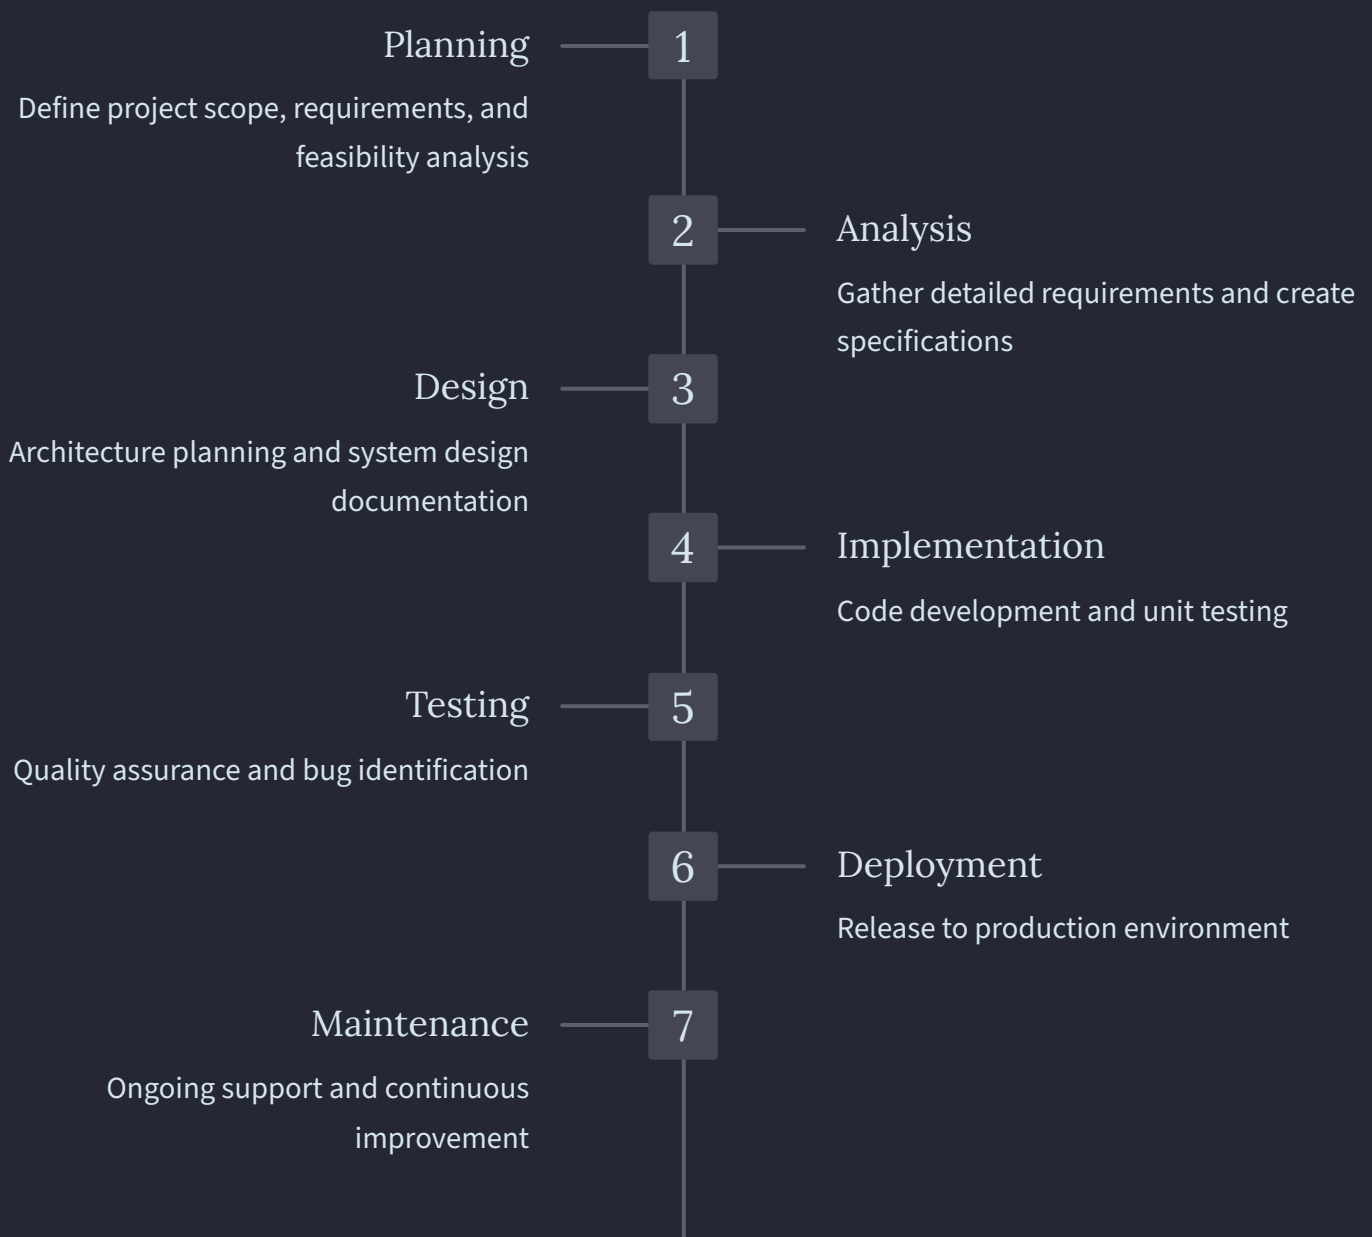 1
Planning
Define project scope, requirements, and
feasibility analysis
2
Analysis
Gather detailed requirements and create
specifications
3
Design
Architecture planning and system design
documentation
4
Implementation
Code development and unit testing
5
Testing
Quality assurance and bug identification
6
Deployment
Release to production environment
7
Maintenance
Ongoing support and continuous
improvement